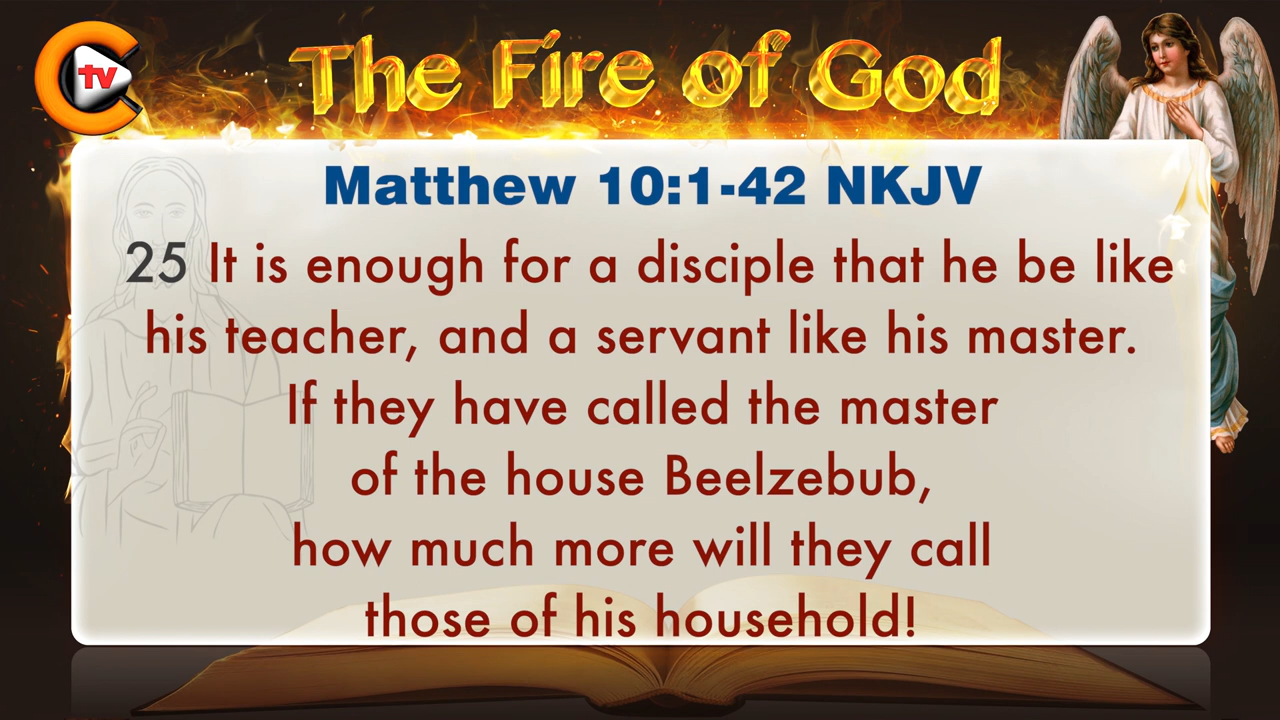 tv
The Fire of God
Matthew 10:1-42 NKJV
25 It is enough for a disciple that he be like
his teacher, and a servant like his master.
If they have called the master
of the house Beelzebub,
how much more will they call
those of his household!